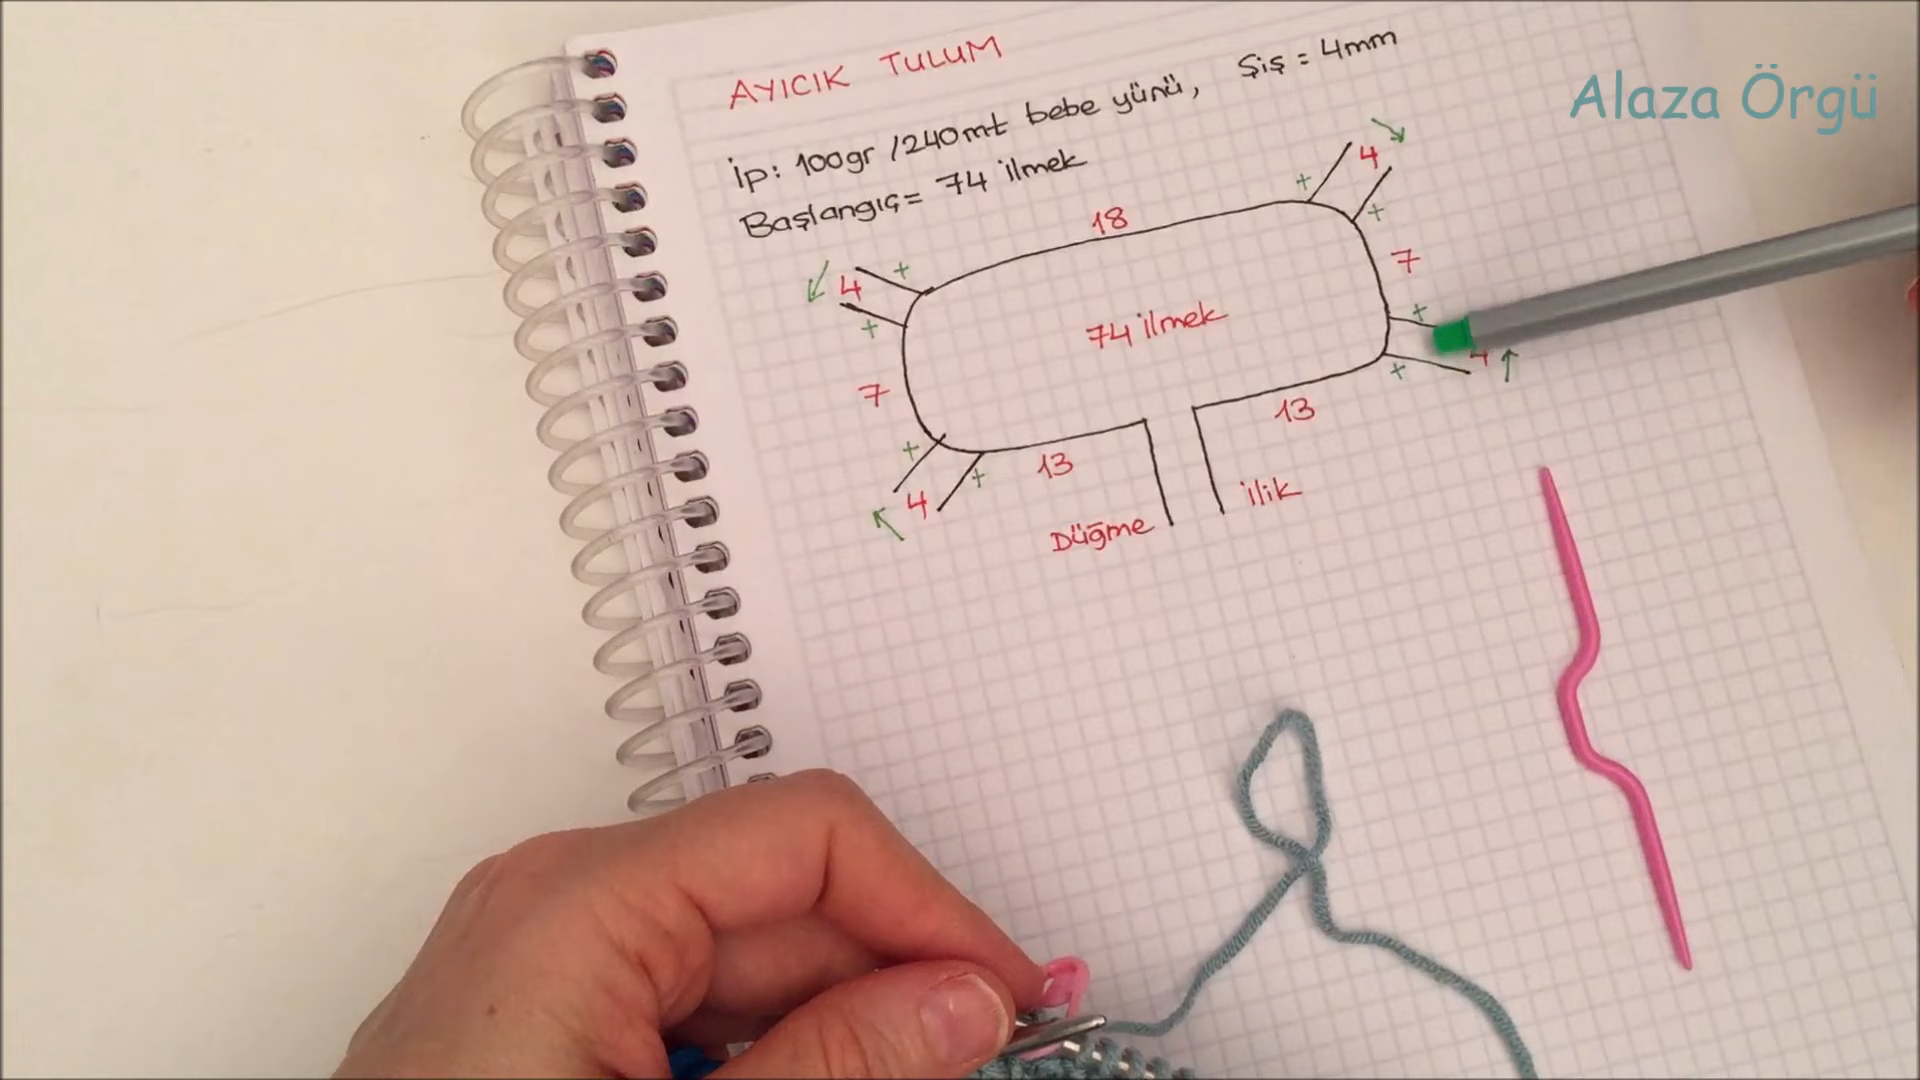 AYICIK TULUM
Alaza Örgü
İp: 100gr /240mt bebe yünü, Şiş = 4mm
Başlangıç = 74 ilmek
+ 4
18
+
4 +
+
7
+
74 ilmek
+
4
7
+
13
+
13
+
4
Düğme
ilik